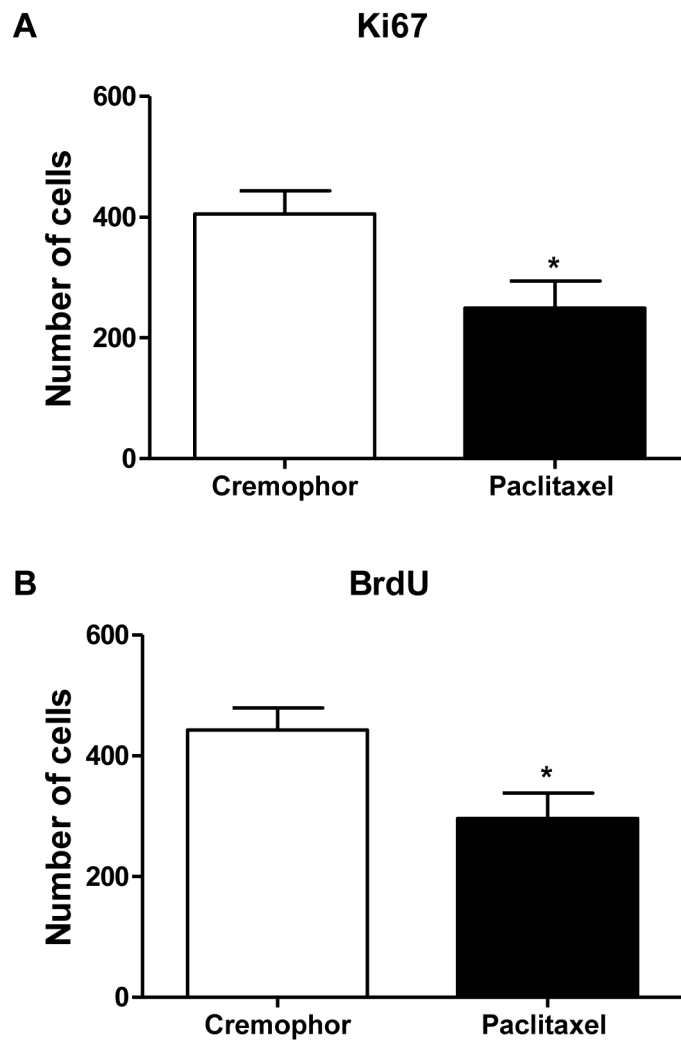 A
Ki67
Number of cells
600
400
200
0
*
Cremophor
Paclitaxel
B
BrdU
Number of cells
600
400
200
0
*
Cremophor
Paclitaxel